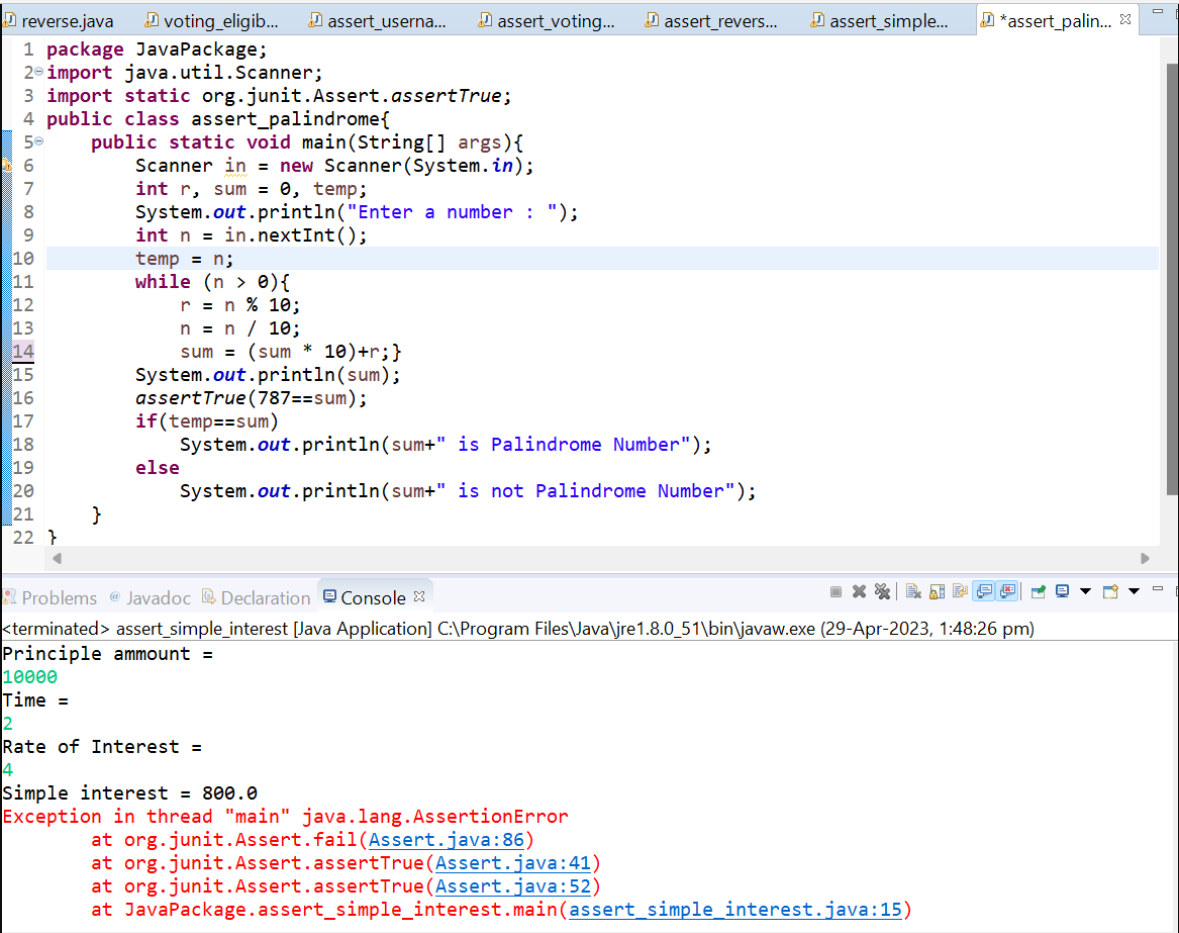 reverse.java voting_eligib... assert_userna... assert_voting... assert_revers... assert_simple... *assert_palin...
1 package JavaPackage;
2 import java.util.Scanner;
3 import static org.junit.Assert.assertTrue;
4 public class assert_palindrome{
5 public static void main(String[] args){
6 Scanner in = new Scanner(System.in);
7 int r, sum = 0, temp;
8 System.out.println("Enter a number : ");
9 int n = in.nextInt();
10 temp = n;
11 while (n > 0){
12 r = n % 10;
13 n = n / 10;
14 sum = (sum * 10)+r;}
15 System.out.println(sum);
16 assertTrue(787==sum);
17 if(temp==sum)
18 System.out.println(sum+" is Palindrome Number");
19 else
20 System.out.println(sum+" is not Palindrome Number");
21 }
22 }
Problems @ Javadoc Declaration Console
<terminated> assert_simple_interest [Java Application] C:\Program Files\Java\jre1.8.0_51\bin\javaw.exe (29-Apr-2023, 1:48:26 pm)
Principle ammount =
10000
Time =
2
Rate of Interest =
4
Simple interest = 800.0
Exception in thread "main" java.lang.AssertionError
at org.junit.Assert.fail(Assert.java:86)
at org.junit.Assert.assertTrue(Assert.java:41)
at org.junit.Assert.assertTrue(Assert.java:52)
at JavaPackage.assert_simple_interest.main(assert_simple_interest.java:15)